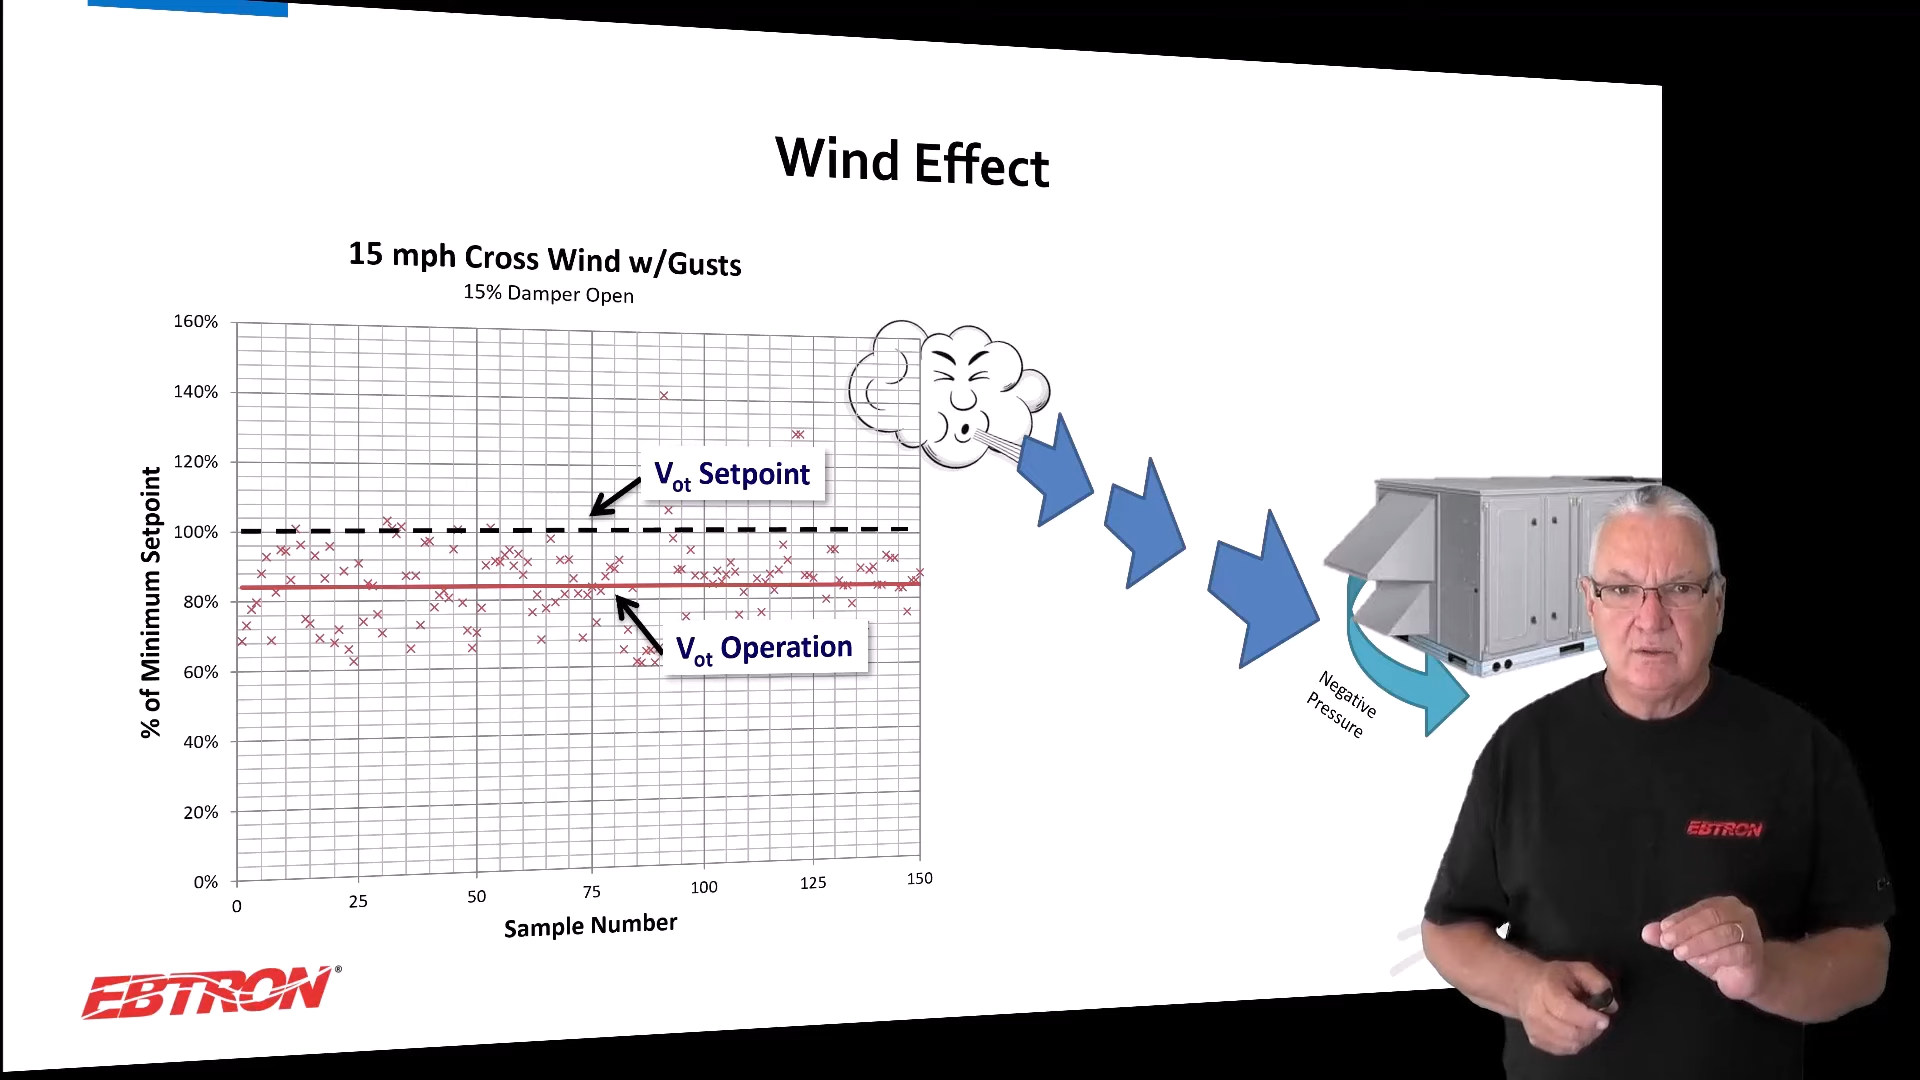 Wind Effect
15 mph Cross Wind w/Gusts
15% Damper Open
160%
140%
120%
100%
80%
60%
40%
20%
0%
% of Minimum Setpoint
Vot Setpoint
Vot Operation
0
25
50
75
100
125
150
Sample Number
Negative
Pressure
EBTRON®
EBTRON